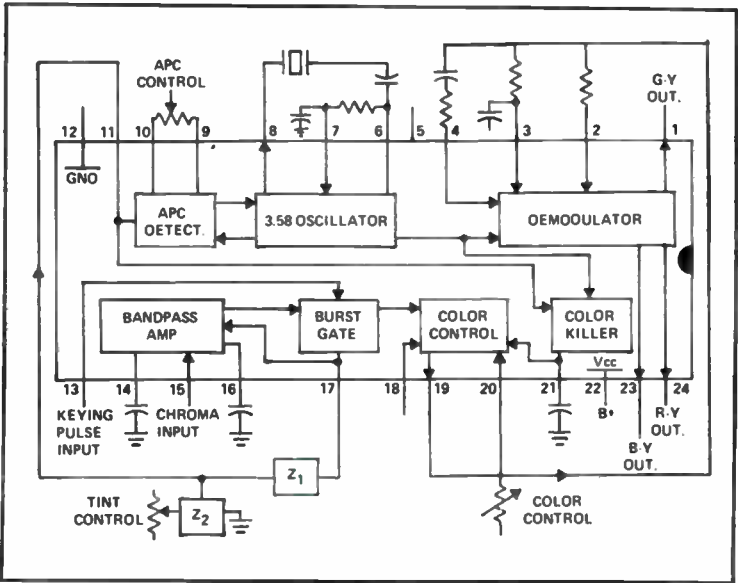 APC
CONTROL
G-Y
OUT.
12 11 10 9 8 7 6 5 4 3 2 1
GNO
APC
DETECT.
3.58 OSCILLATOR
OEMODULATOR
BANDPASS
AMP
BURST
GATE
COLOR
CONTROL
COLOR
KILLER
Vcc
13 14 15 16 17 18 19 20 21 22 23 24
KEYING
PULSE
INPUT
CHROMA
INPUT
B+
R-Y
OUT.
B-Y
OUT.
Z1
TINT
CONTROL
Z2
COLOR
CONTROL